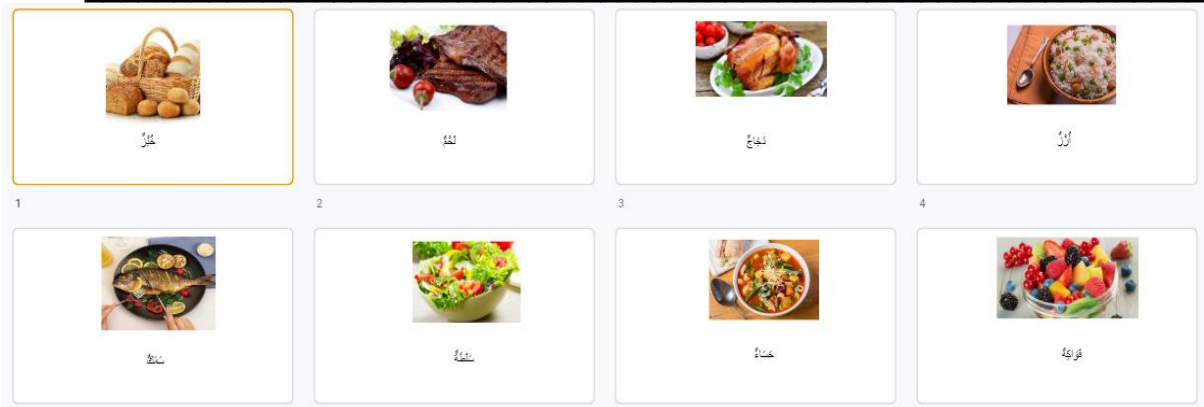 خُبْزٌ
لَحْمٌ
دَجَاجٌ
أُرْزٌ
1
2
3
4
سَمَكٌ
سَلَطَةٌ
حَسَاءٌ
فَوَاكِهٌ